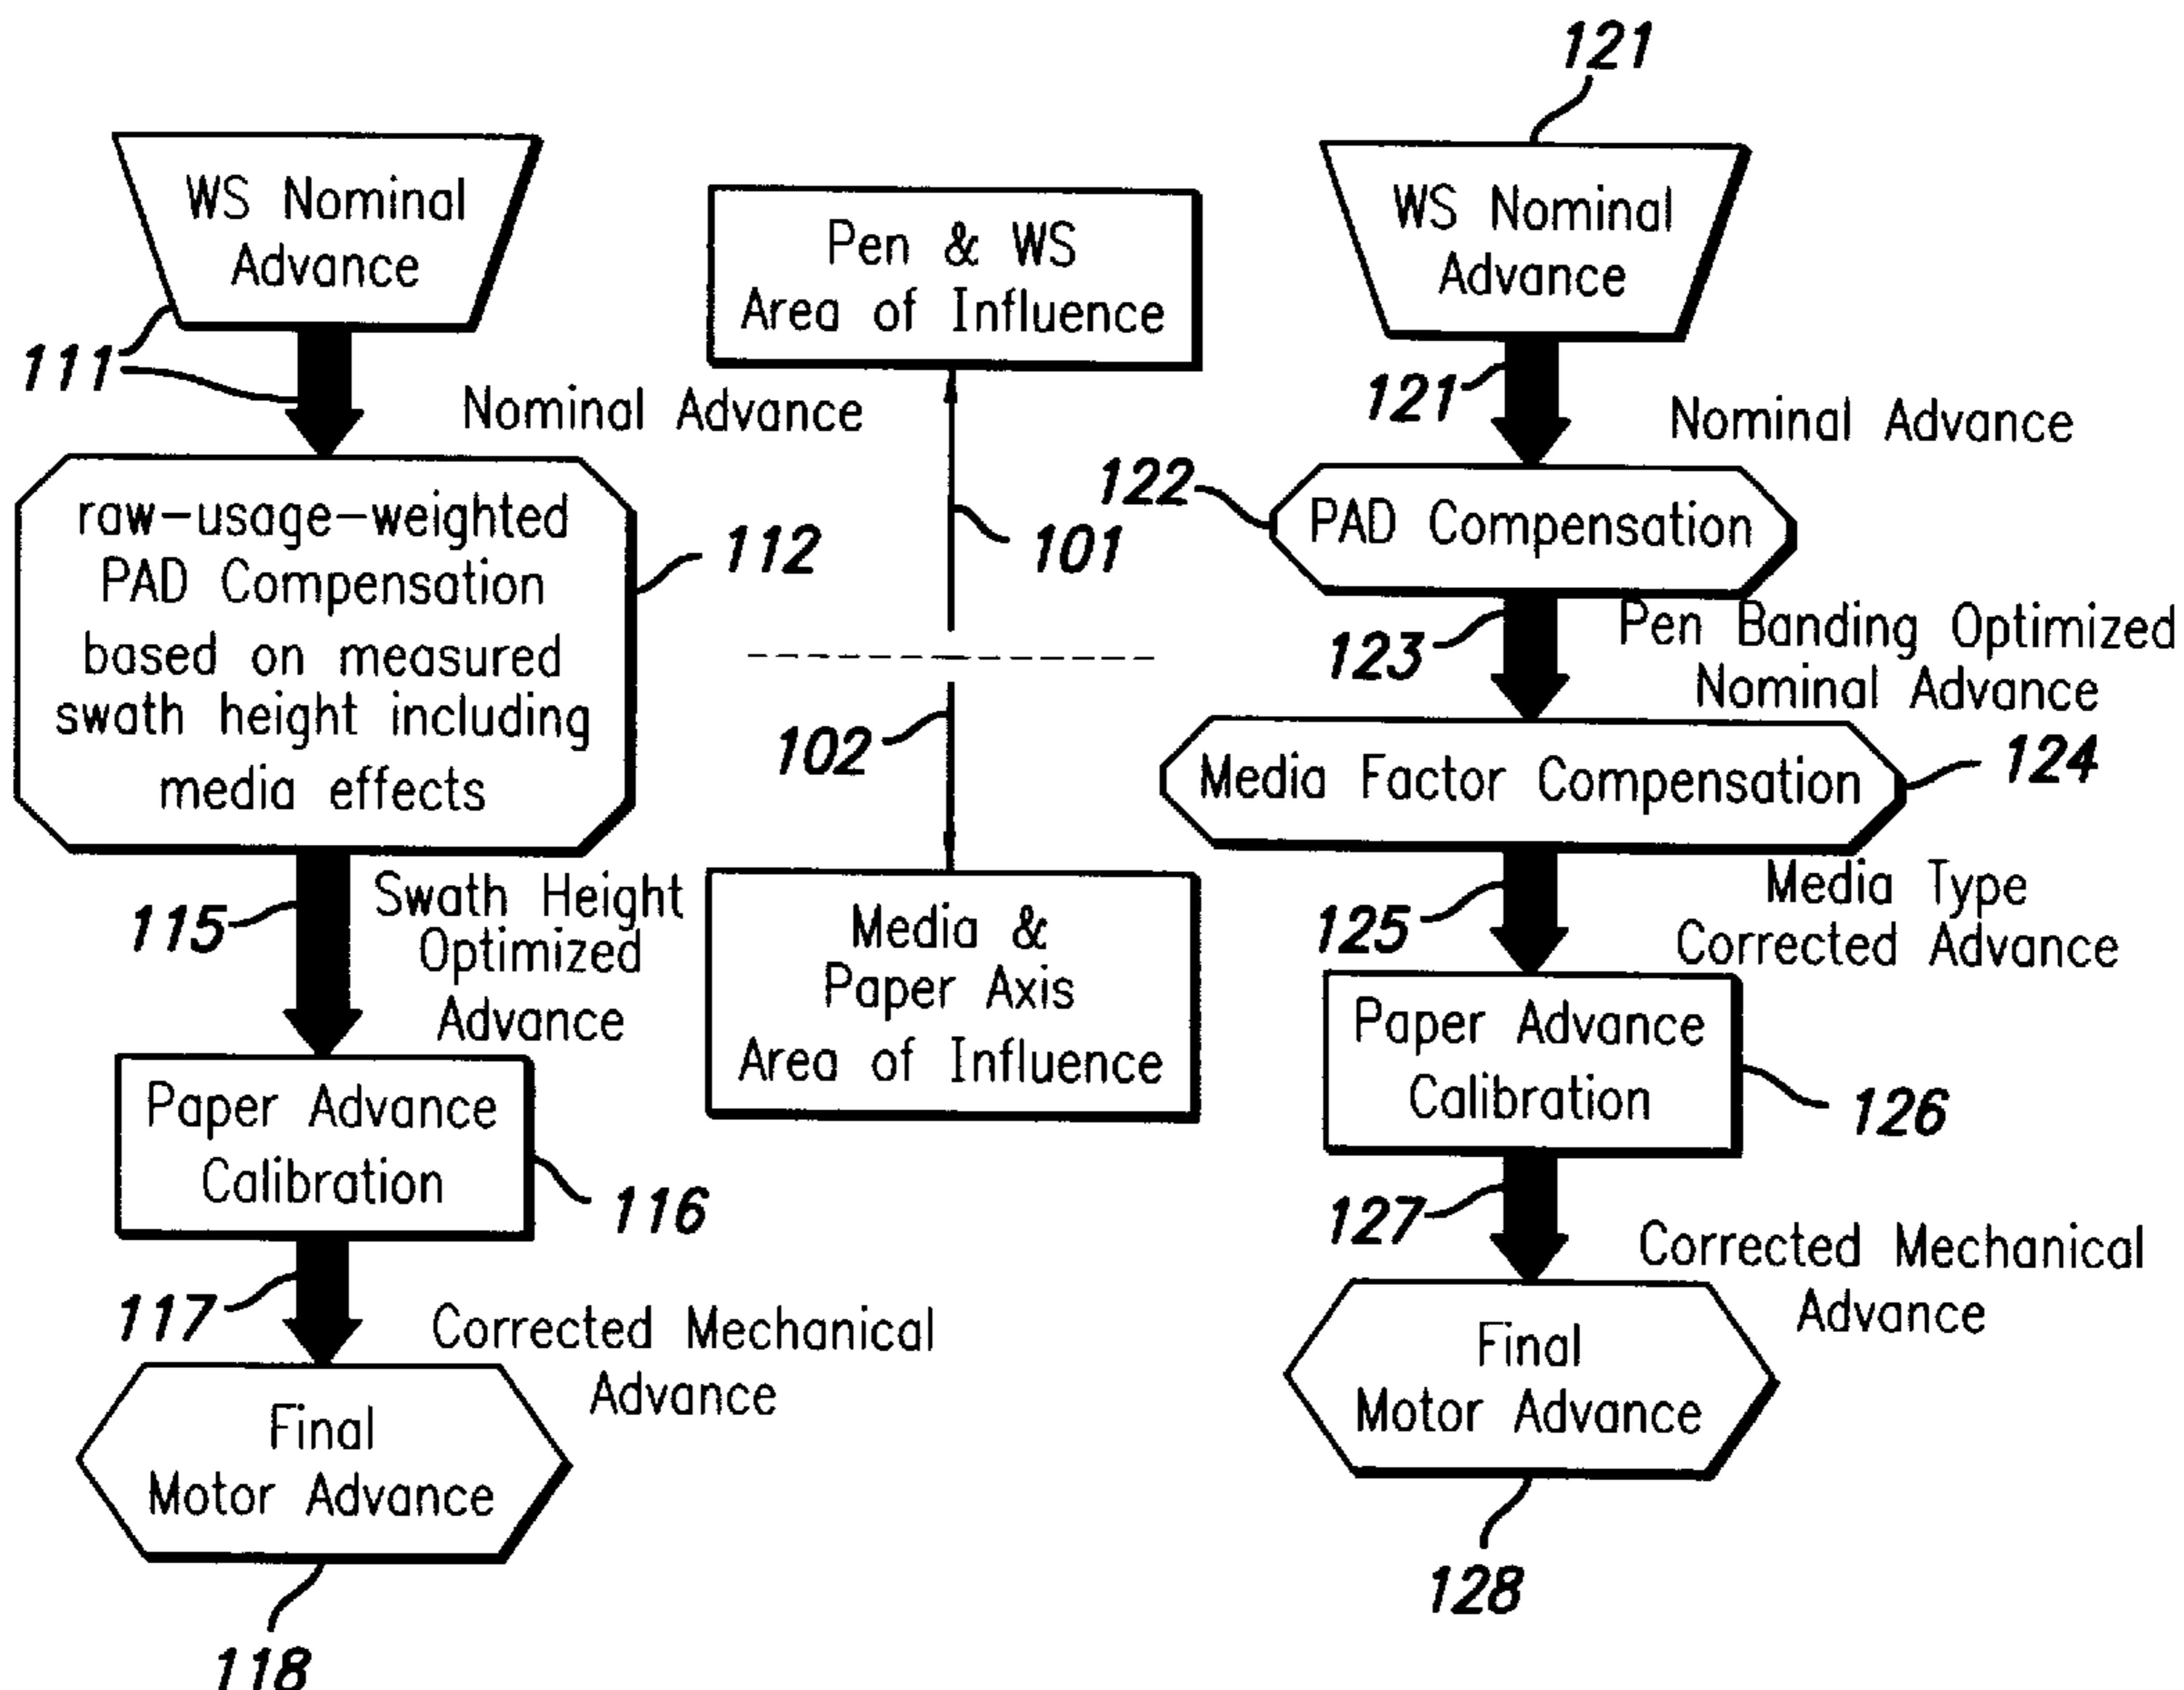 WS Nominal
Advance
111
Nominal Advance
raw-usage-weighted
PAD Compensation
based on measured
swath height including
media effects
112
115
Swath Height
Optimized
Advance
Paper Advance
Calibration
116
117
Corrected Mechanical
Advance
Final
Motor Advance
118
Pen & WS
Area of Influence
101
102
Media &
Paper Axis
Area of Influence
121
WS Nominal
Advance
121
Nominal Advance
122
PAD Compensation
123
Pen Banding Optimized
Nominal Advance
Media Factor Compensation
124
125
Media Type
Corrected Advance
Paper Advance
Calibration
126
127
Corrected Mechanical
Advance
Final
Motor Advance
128